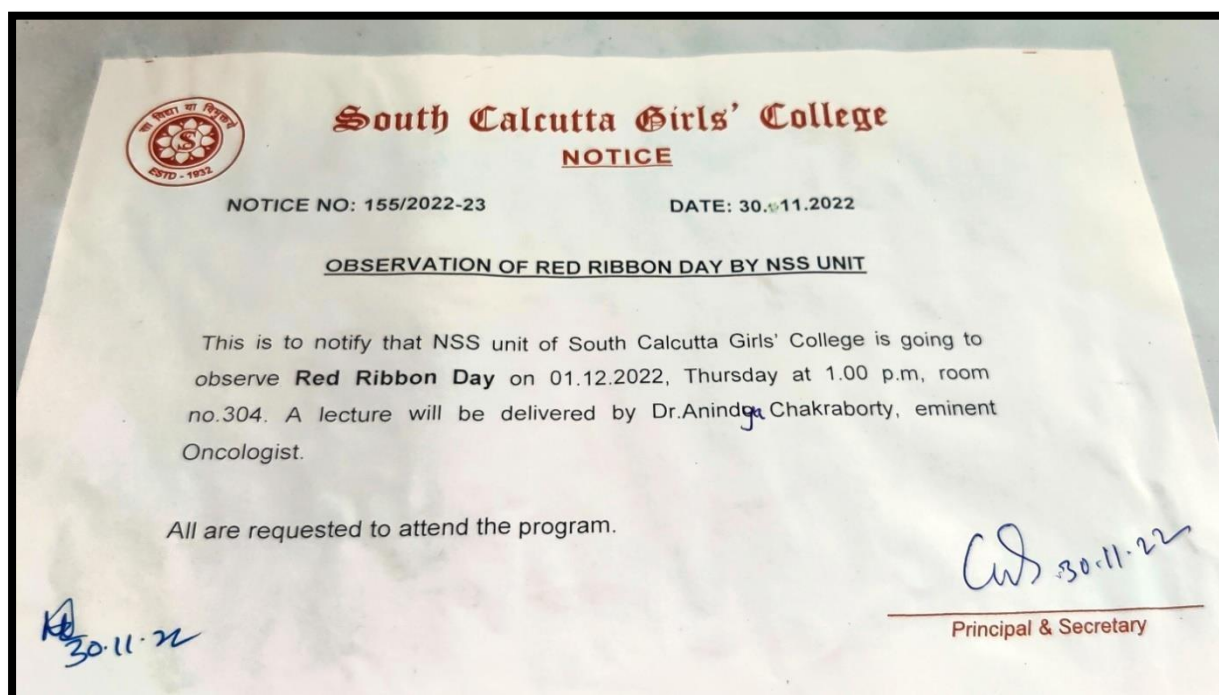 सा विद्या या विमुक्तये
S
ESTD - 1932
South Calcutta Girls' College
NOTICE
NOTICE NO: 155/2022-23 DATE: 30.11.2022
OBSERVATION OF RED RIBBON DAY BY NSS UNIT
This is to notify that NSS unit of South Calcutta Girls' College is going to
observe Red Ribbon Day on 01.12.2022, Thursday at 1.00 p.m, room
no.304. A lecture will be delivered by Dr.Anindya Chakraborty, eminent
Oncologist.
All are requested to attend the program.
30.11.22
Principal & Secretary
30.11.22